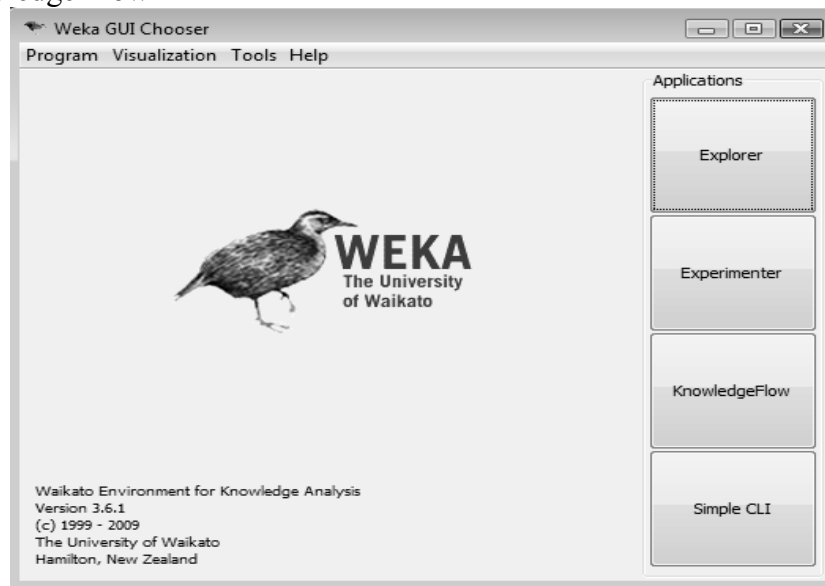 Weka GUI Chooser
Program Visualization Tools Help
Applications
Explorer
WEKA
The University
of Waikato
Experimenter
KnowledgeFlow
Simple CLI
Waikato Environment for Knowledge Analysis
Version 3.6.1
(c) 1999 - 2009
The University of Waikato
Hamilton, New Zealand